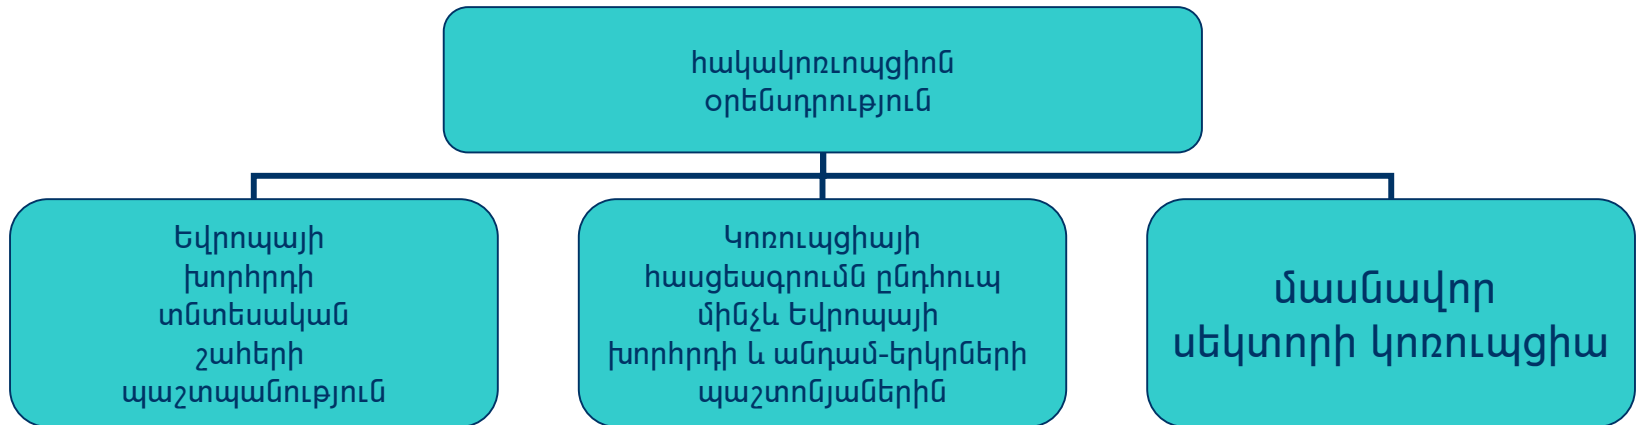 հակակոռւոպցիոն
օրենսդրություն
Եվրոպայի
խորհրդի
տնտեսական
շահերի
պաշտպանություն
Կոռուպցիայի
հասցեագրումն ընդհուպ
մինչև Եվրոպայի
խորհրդի և անդամ-երկրների
պաշտոնյաներին
մասնավոր
սեկտորի կոռուպցիա